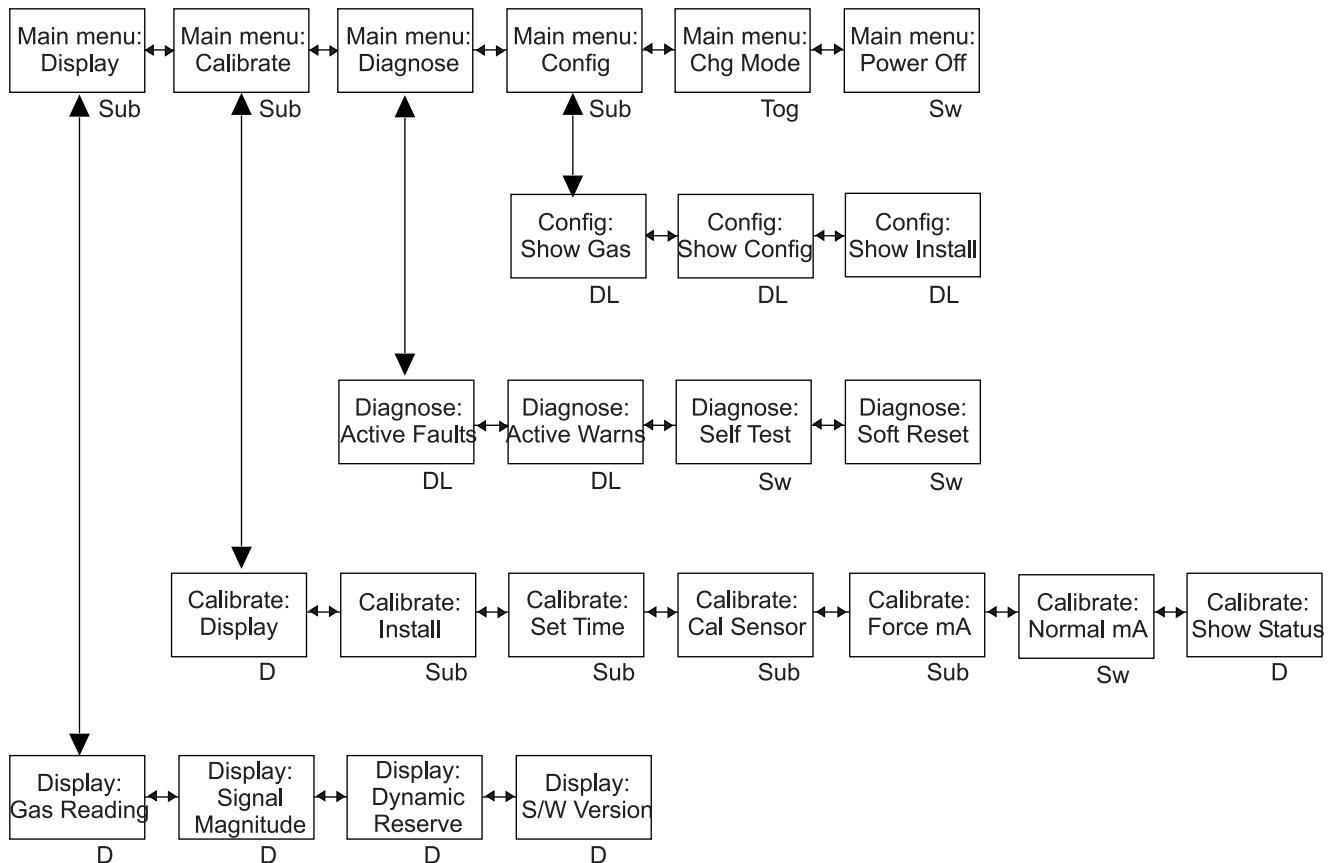 Main menu:
Display
Main menu:
Calibrate
Main menu:
Diagnose
Main menu:
Config
Main menu:
Chg Mode
Main menu:
Power Off
Sub
Sub
Sub
Tog
Sw
Config:
Show Gas
Config:
Show Config
Config:
Show Install
DL
DL
DL
Diagnose:
Active Faults
Diagnose:
Active Warns
Diagnose:
Self Test
Diagnose:
Soft Reset
DL
DL
Sw
Sw
Calibrate:
Display
Calibrate:
Install
Calibrate:
Set Time
Calibrate:
Cal Sensor
Calibrate:
Force mA
Calibrate:
Normal mA
Calibrate:
Show Status
D
Sub
Sub
Sub
Sub
Sw
D
Display:
Gas Reading
Display:
Signal
Magnitude
Display:
Dynamic
Reserve
Display:
S/W Version
D
D
D
D